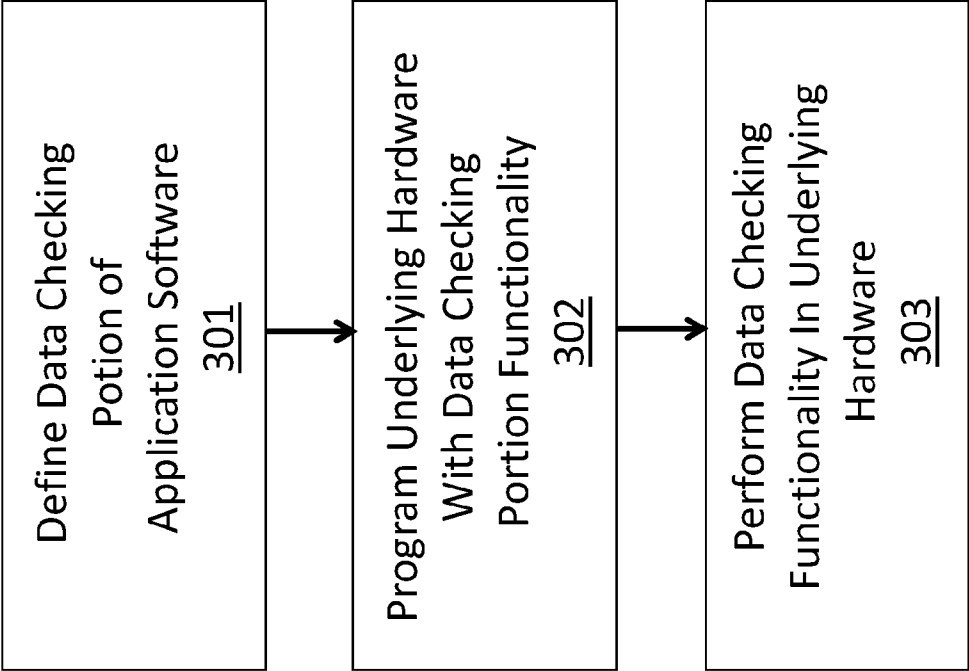 Define Data Checking
Potion of
Application Software
301
Program Underlying Hardware
With Data Checking
Portion Functionality
302
Perform Data Checking
Functionality In Underlying
Hardware
303